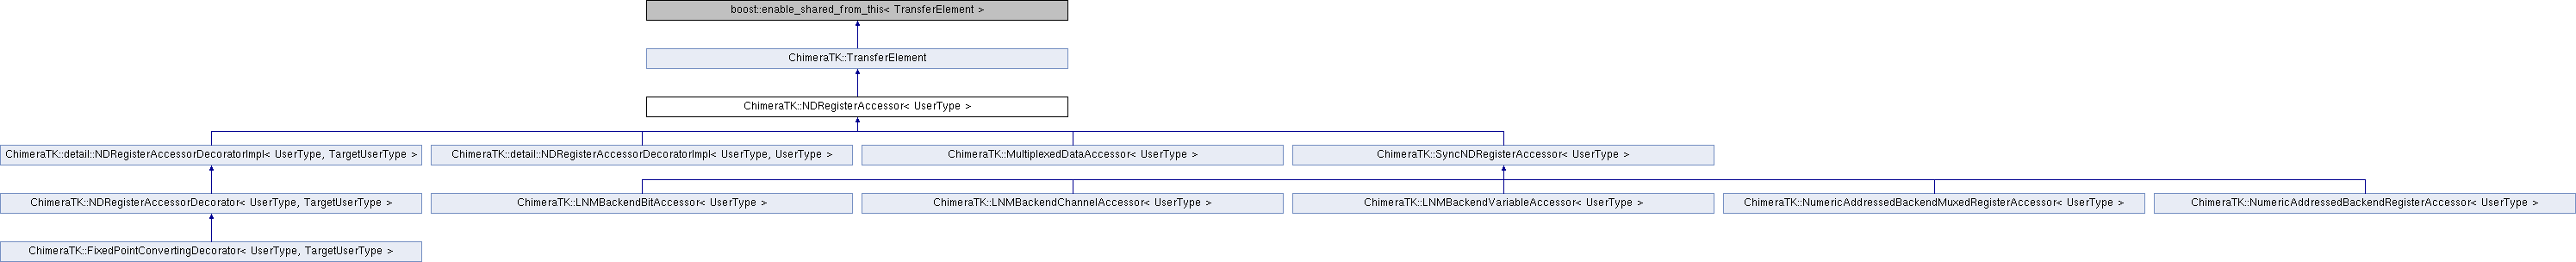 boost::enable_shared_from_this< TransferElement >
ChimeraTK::TransferElement
ChimeraTK::NDRegisterAccessor< UserType >
ChimeraTK::detail::NDRegisterAccessorDecoratorImpl< UserType, TargetUserType >
ChimeraTK::detail::NDRegisterAccessorDecoratorImpl< UserType, UserType >
ChimeraTK::MultiplexedDataAccessor< UserType >
ChimeraTK::SyncNDRegisterAccessor< UserType >
ChimeraTK::NDRegisterAccessorDecorator< UserType, TargetUserType >
ChimeraTK::LNMBackendBitAccessor< UserType >
ChimeraTK::LNMBackendChannelAccessor< UserType >
ChimeraTK::LNMBackendVariableAccessor< UserType >
ChimeraTK::NumericAddressedBackendMuxedRegisterAccessor< UserType >
ChimeraTK::NumericAddressedBackendRegisterAccessor< UserType >
ChimeraTK::FixedPointConvertingDecorator< UserType, TargetUserType >